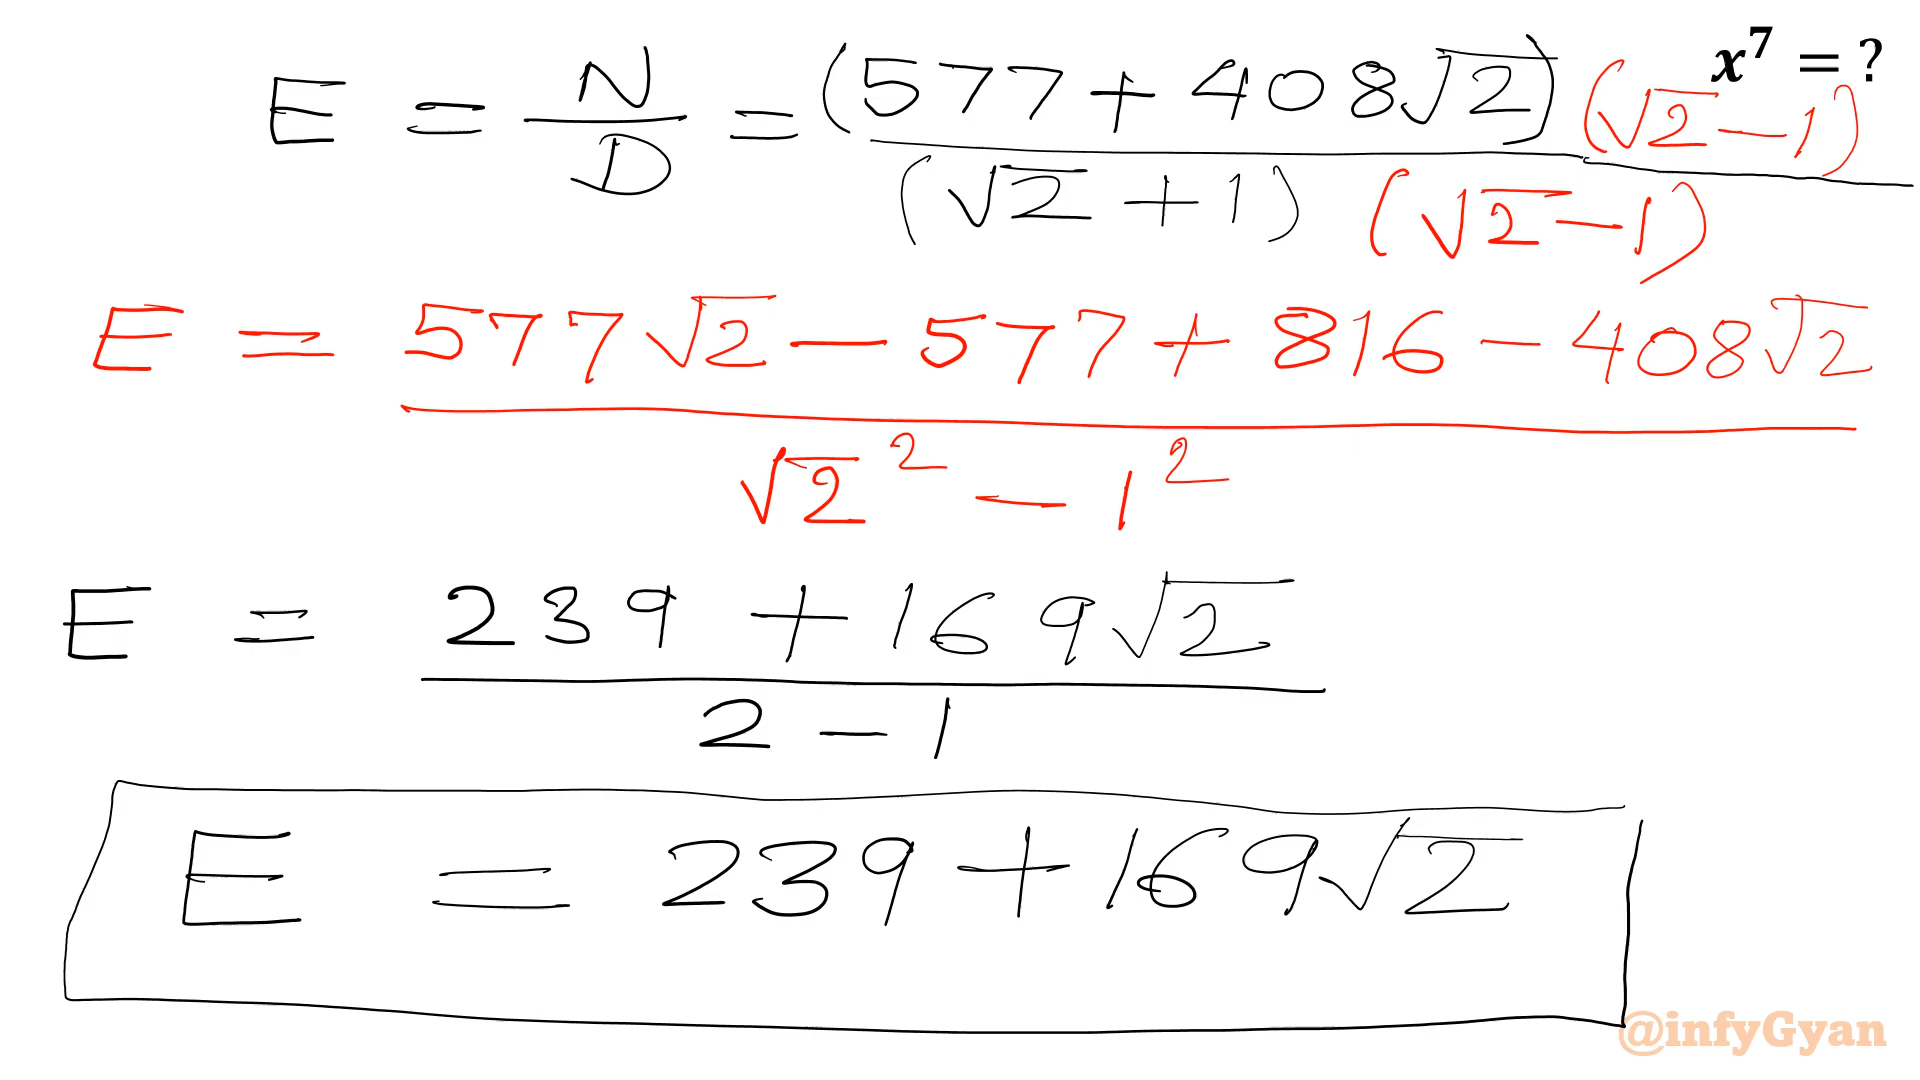 x⁷ = ?
E = N/D = (577 + 408√2) (√2 − 1) / (√2 + 1) (√2 − 1)
E = 577√2 − 577 + 816 − 408√2 / √2² − 1²
E = 239 + 169√2 / 2 − 1
E = 239 + 169√2
@infyGyan